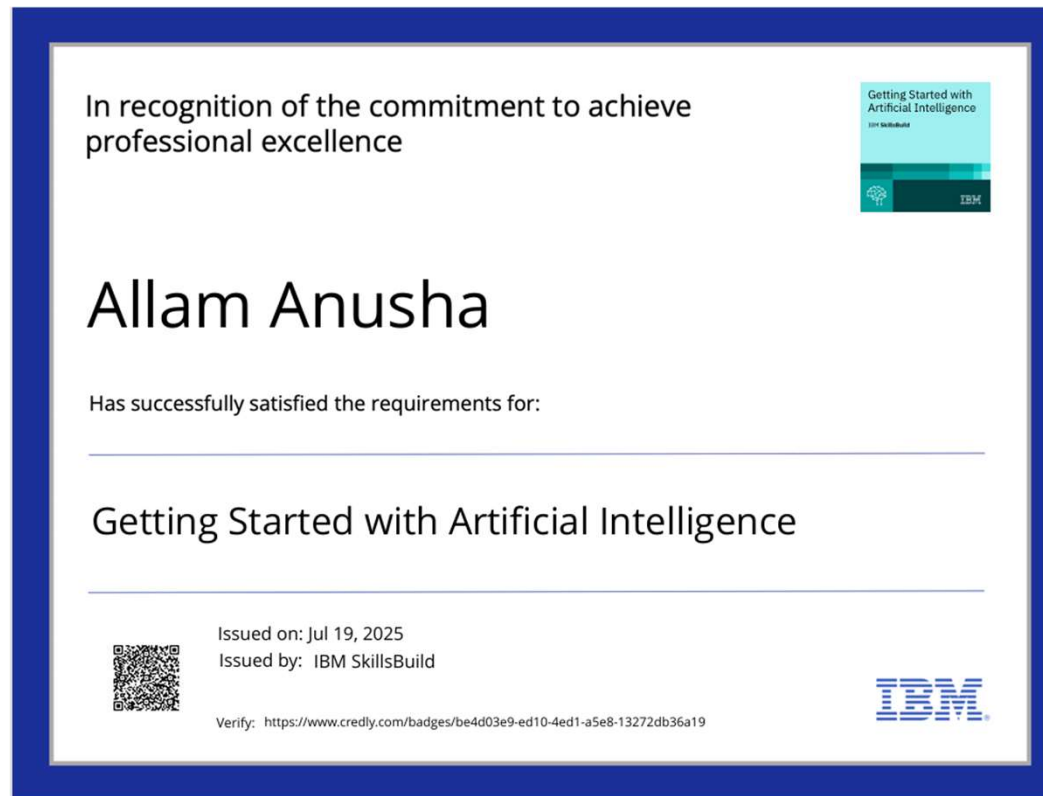 In recognition of the commitment to achieve
professional excellence
Getting Started with
Artificial Intelligence
IBM SkillsBuild
IBM
Allam Anusha
Has successfully satisfied the requirements for:
Getting Started with Artificial Intelligence
Issued on: Jul 19, 2025
Issued by: IBM SkillsBuild
Verify: https://www.credly.com/badges/be4d03e9-ed10-4ed1-a5e8-13272db36a19
IBM